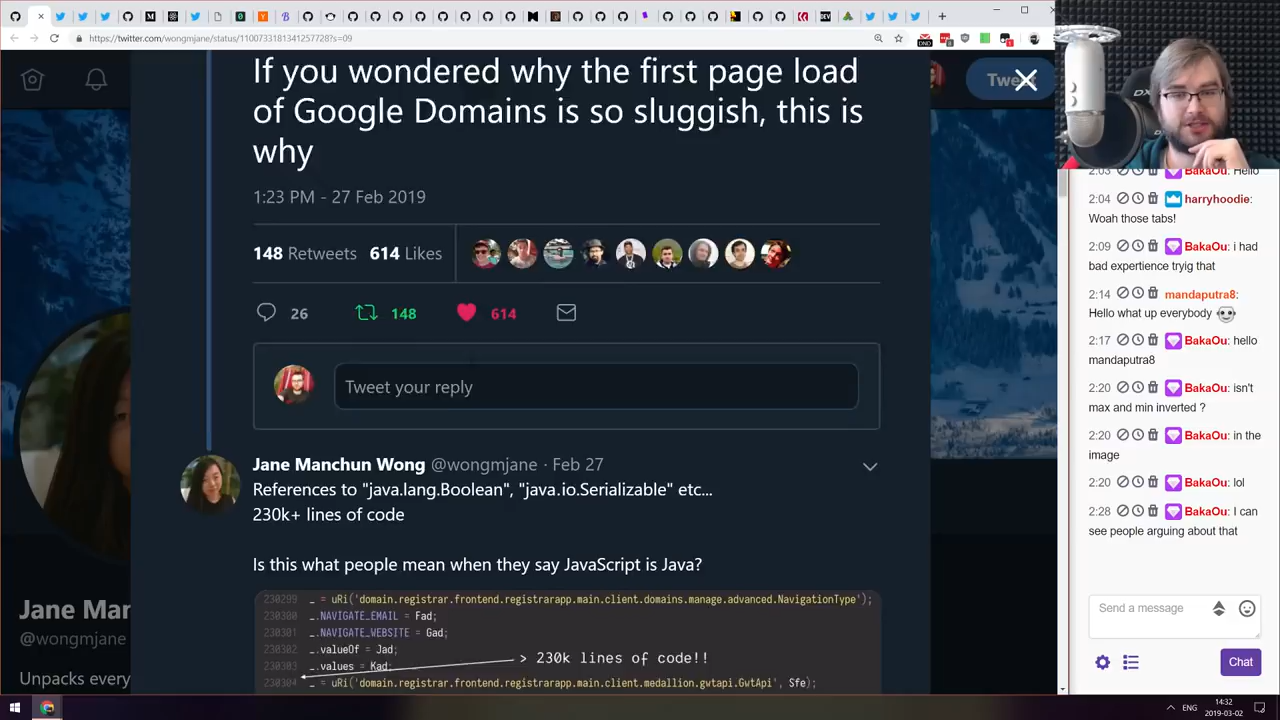 https://twitter.com/wongmjane/status/1100733181341257728?s=09
If you wondered why the first page load
of Google Domains is so sluggish, this is
why
1:23 PM - 27 Feb 2019
148 Retweets 614 Likes
26 148 614
Tweet your reply
Jane Manchun Wong @wongmjane · Feb 27
References to "java.lang.Boolean", "java.io.Serializable" etc...
230k+ lines of code
Is this what people mean when they say JavaScript is Java?
230299 _ = uRi('domain.registrar.frontend.registrarapp.main.client.domains.manage.advanced.NavigationType');
230300 _.NAVIGATE_EMAIL = Fad;
230301 _.NAVIGATE_WEBSITE = Gad;
230302 _.valueOf = Jad;
230303 _.values = Kad;
> 230k lines of code!!
230304 _ = uRi('domain.registrar.frontend.registrarapp.main.client.medallion.gwtapi.GwtApi', Sfe);
Jane Mar
@wongmjane
Unpacks every
2:03 BakaOu: Hello
2:04 harryhoodie:
Woah those tabs!
2:09 BakaOu: i had
bad expertience tryig that
2:14 mandaputra8:
Hello what up everybody
2:17 BakaOu: hello
mandaputra8
2:20 BakaOu: isn't
max and min inverted ?
2:20 BakaOu: in the
image
2:20 BakaOu: lol
2:28 BakaOu: I can
see people arguing about that
Send a message
Chat
ENG
14:32
2019-03-02